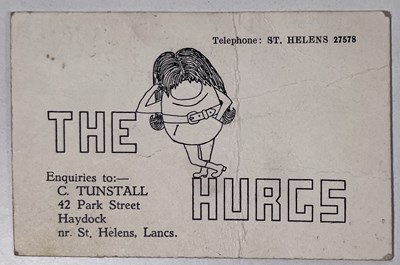 Telephone: ST. HELENS 27578
THE
HURGS
Enquiries to:—
C. TUNSTALL
42 Park Street
Haydock
nr. St. Helens, Lancs.